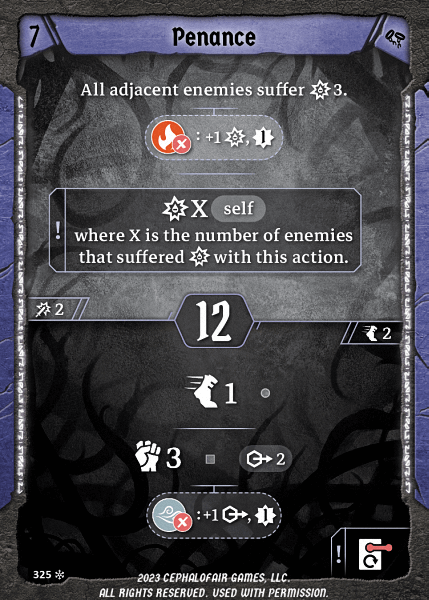 7 Penance
All adjacent enemies suffer 3.
: +1 , 1
X self
where X is the number of enemies
that suffered with this action.
2
12
2
1
3 2
: +1 , 1
!
!
325
2023 CEPHALOFAIR GAMES, LLC.
ALL RIGHTS RESERVED. USED WITH PERMISSION.